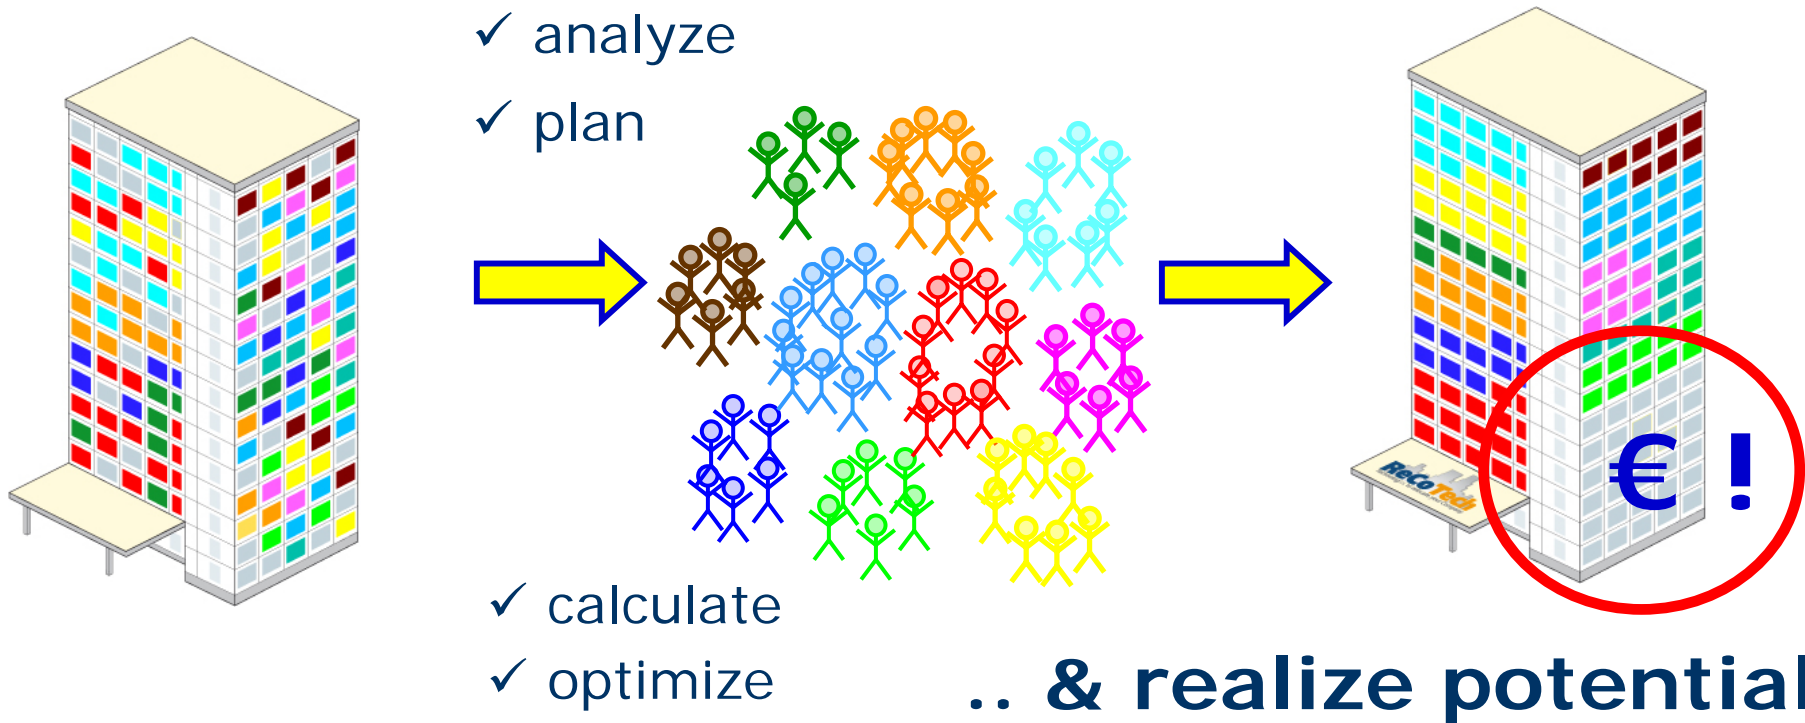 ✓ analyze
✓ plan
✓ calculate
✓ optimize
ReCoTech
€ !
.. & realize potential